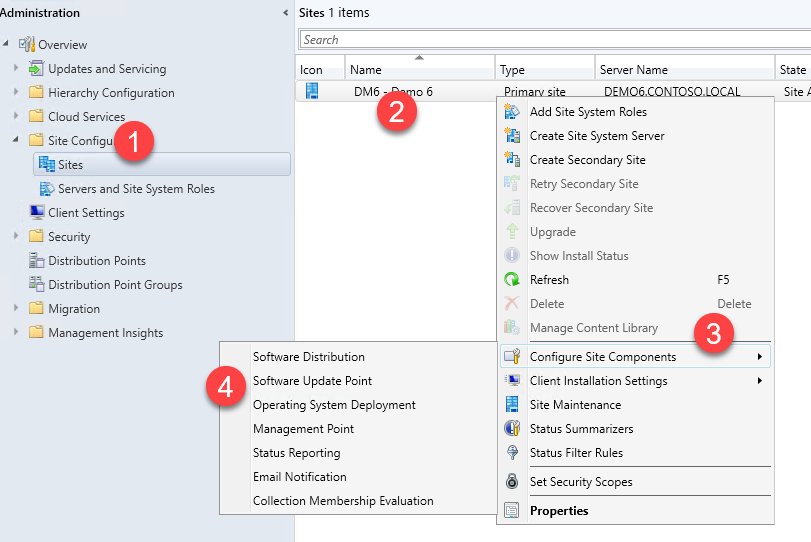 Administration
Overview
Updates and Servicing
Hierarchy Configuration
Cloud Services
Site Configu
1
Sites
Servers and Site System Roles
Client Settings
Security
Distribution Points
Distribution Point Groups
Migration
Management Insights
Sites 1 items
Search
Icon Name Type Server Name State
DM6 - Demo 6 Primary site DEMO6.CONTOSO.LOCAL Site A
2
Add Site System Roles
Create Site System Server
Create Secondary Site
Retry Secondary Site
Recover Secondary Site
Upgrade
Show Install Status
Refresh F5
Delete Delete
Manage Content Library
3
Configure Site Components
Client Installation Settings
Site Maintenance
Status Summarizers
Status Filter Rules
Set Security Scopes
Properties
4
Software Distribution
Software Update Point
Operating System Deployment
Management Point
Status Reporting
Email Notification
Collection Membership Evaluation